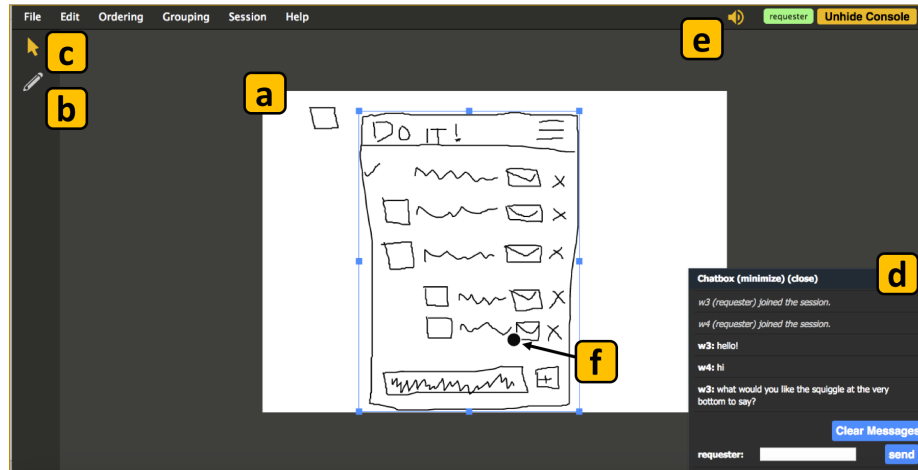 File Edit Ordering Grouping Session Help
requester Unhide Console
e
c
b
a
DO IT!
d
Chatbox (minimize) (close)
w3 (requester) joined the session.
w4 (requester) joined the session.
w3: hello!
w4: hi
w3: what would you like the squiggle at the very
bottom to say?
f
Clear Messages
requester: send